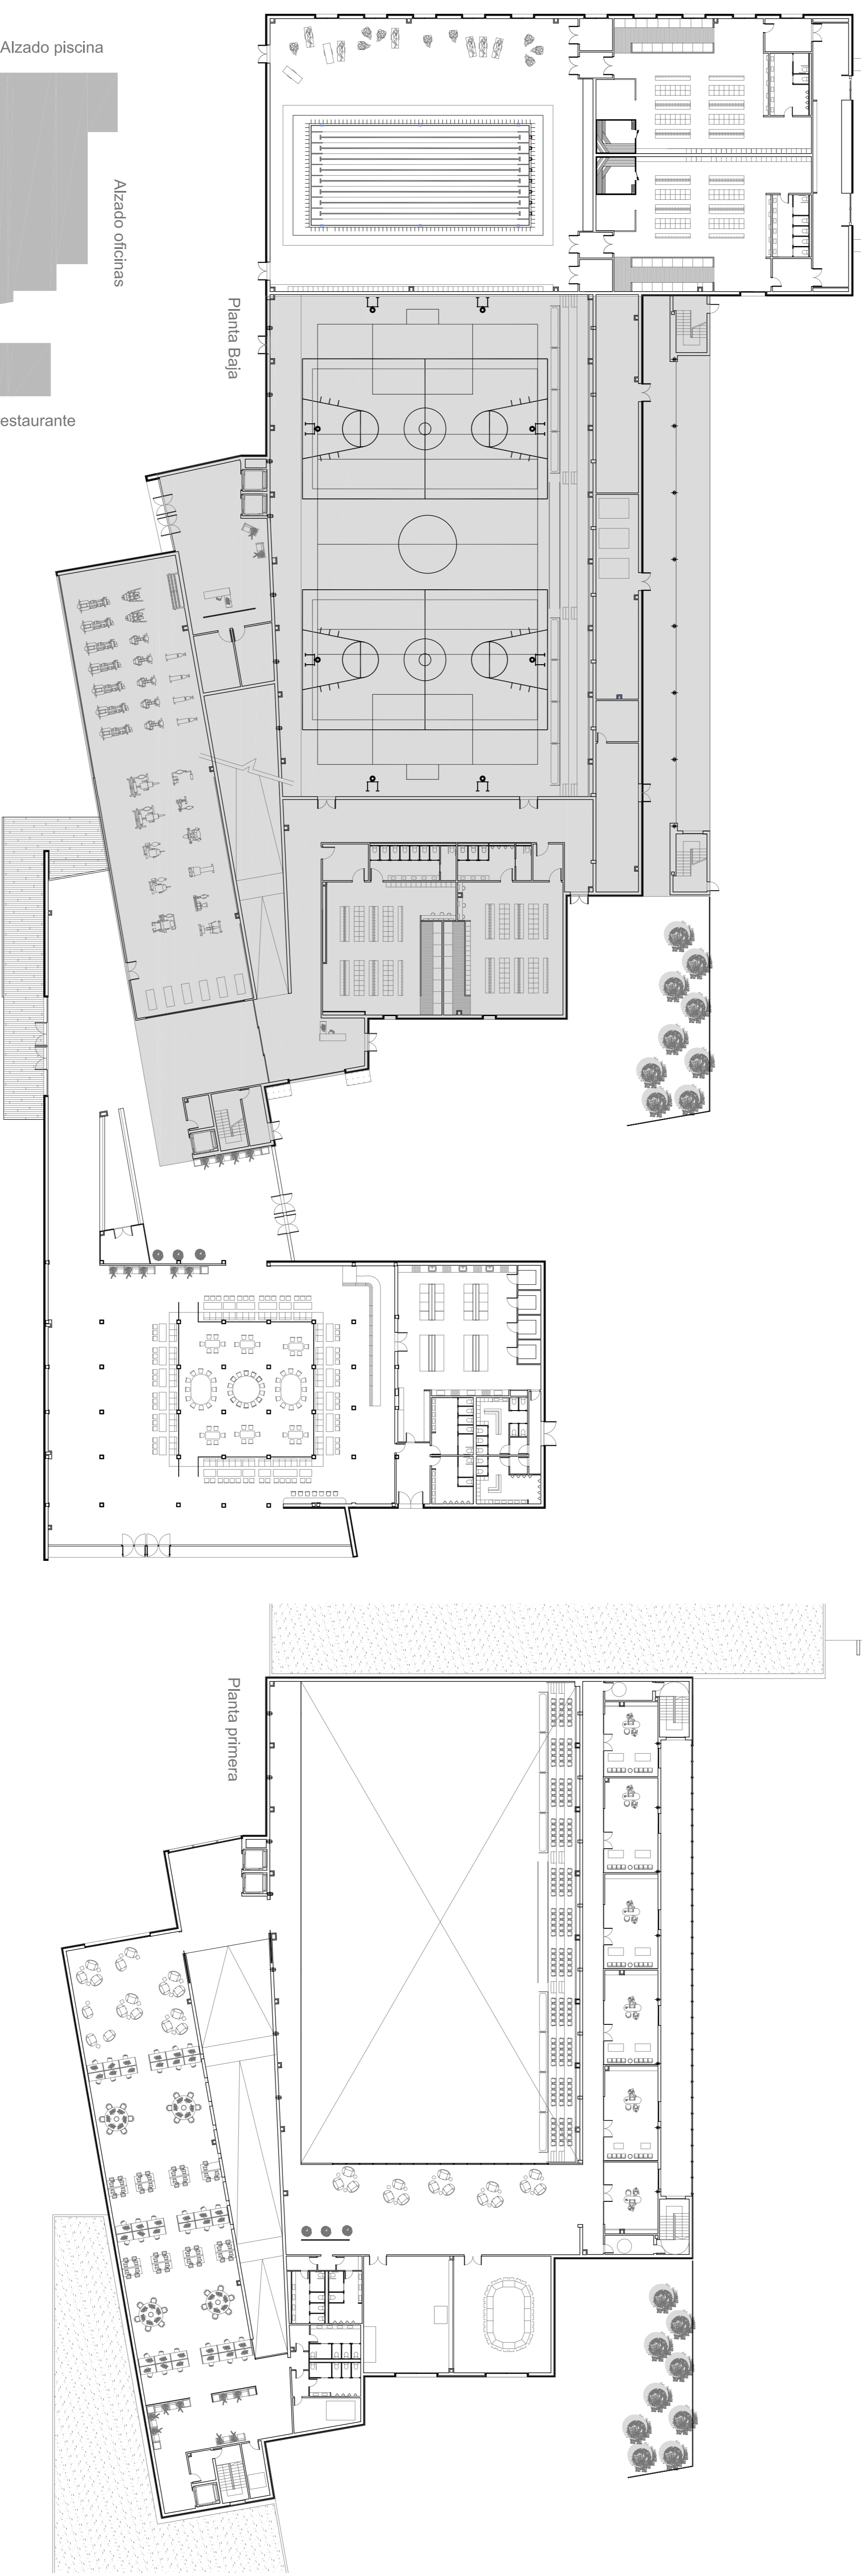 Alzado piscina
Alzado oficinas
Planta Baja
estaurante
Planta primera